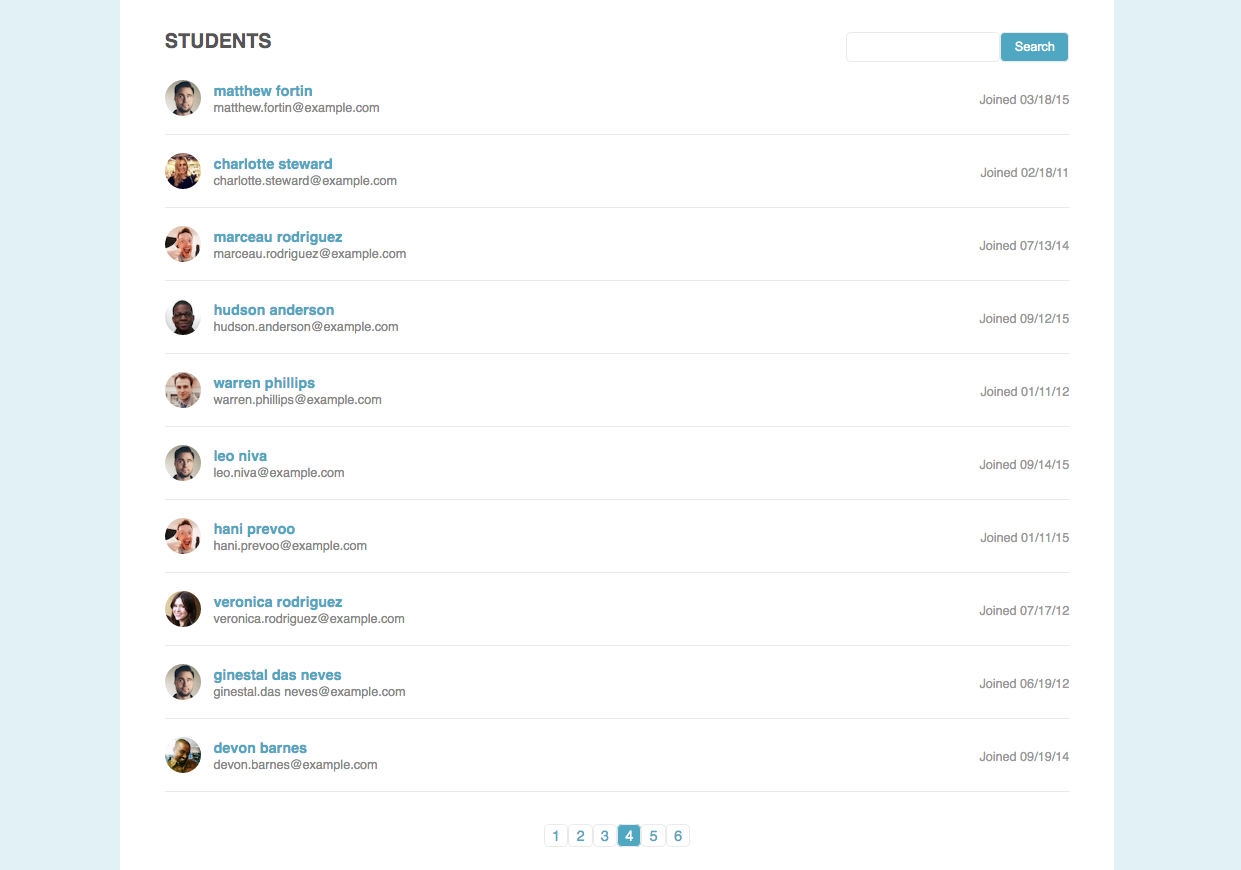 STUDENTS
Search
matthew fortin
matthew.fortin@example.com
Joined 03/18/15
charlotte steward
charlotte.steward@example.com
Joined 02/18/11
marceau rodriguez
marceau.rodriguez@example.com
Joined 07/13/14
hudson anderson
hudson.anderson@example.com
Joined 09/12/15
warren phillips
warren.phillips@example.com
Joined 01/11/12
leo niva
leo.niva@example.com
Joined 09/14/15
hani prevoo
hani.prevoo@example.com
Joined 01/11/15
veronica rodriguez
veronica.rodriguez@example.com
Joined 07/17/12
ginestal das neves
ginestal.das neves@example.com
Joined 06/19/12
devon barnes
devon.barnes@example.com
Joined 09/19/14
1 2 3 4 5 6